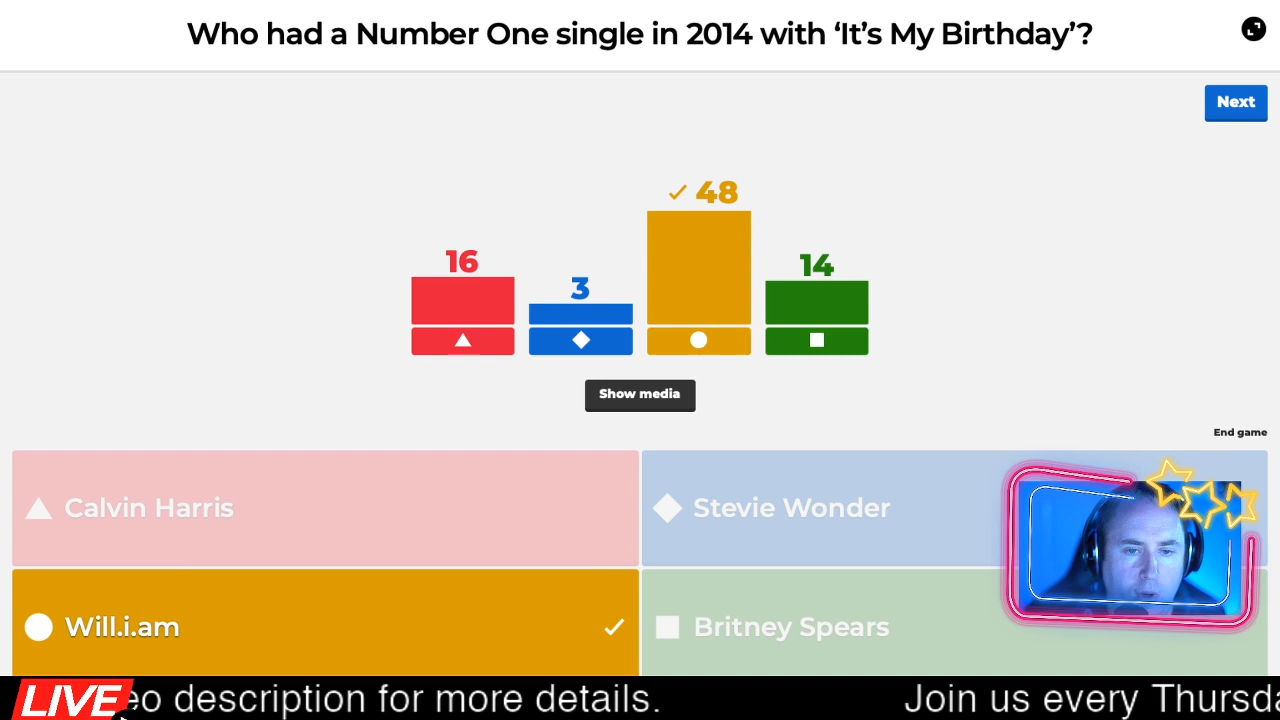 Who had a Number One single in 2014 with ‘It’s My Birthday’?
Next
16
3
48
14
Show media
End game
Calvin Harris
Stevie Wonder
Will.i.am
Britney Spears
LIVE
eo description for more details. Join us every Thursda